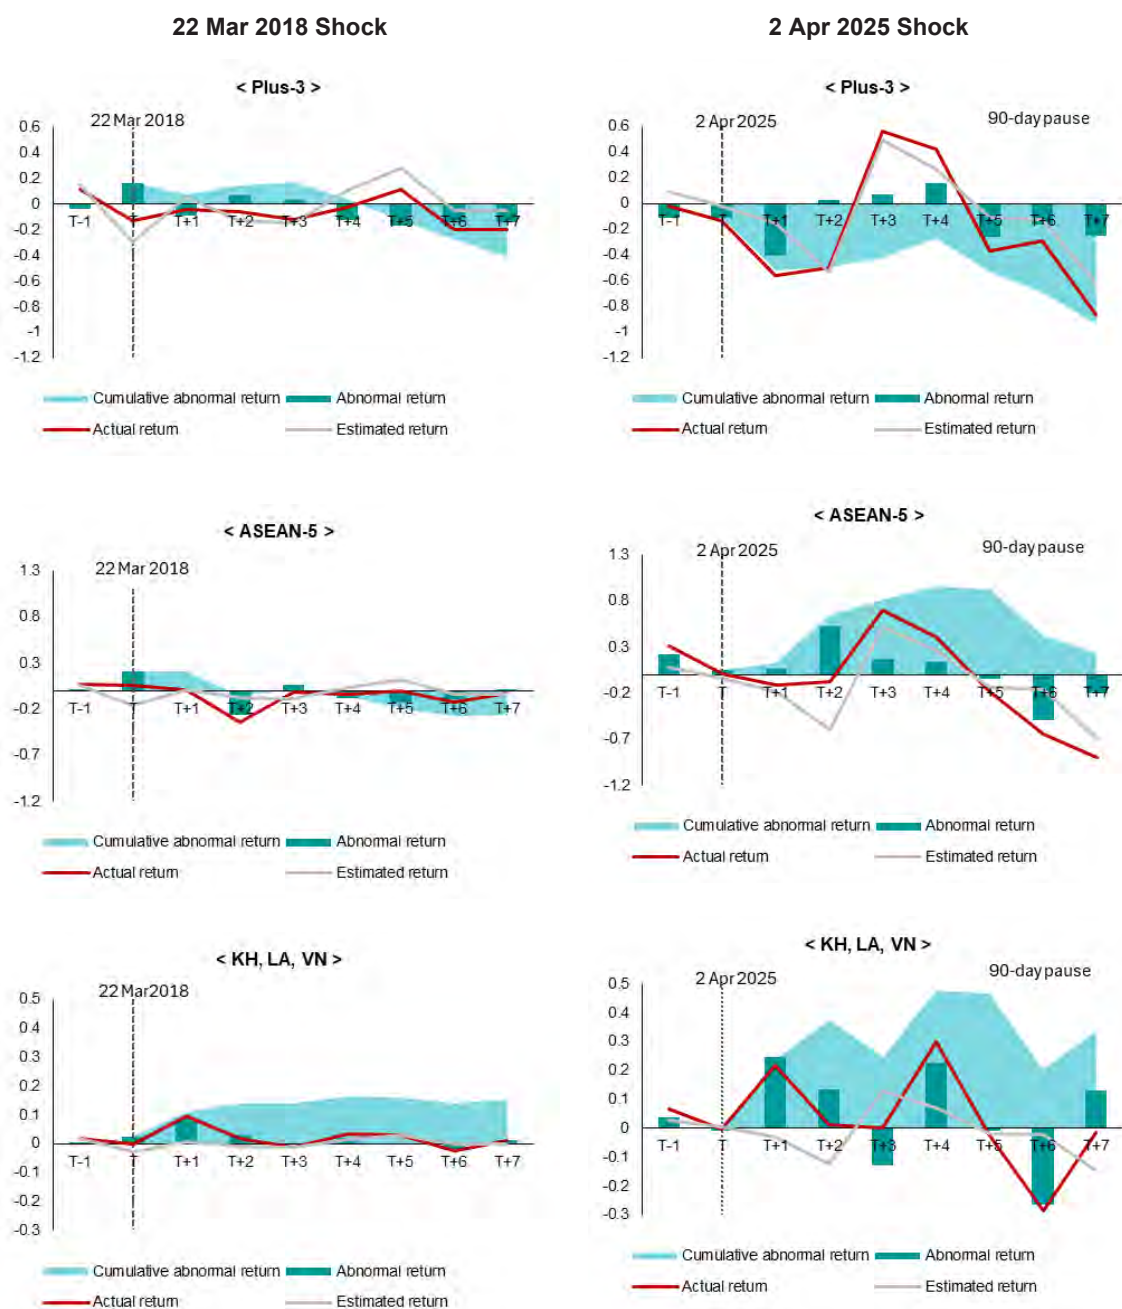 22 Mar 2018 Shock
2 Apr 2025 Shock
< Plus-3 >
22 Mar 2018
0.6
0.4
0.2
0
-0.2
-0.4
-0.6
-0.8
-1
-1.2
T-1 T T+1 T+2 T+3 T+4 T+5 T+6 T+7
Cumulative abnormal return Abnormal return
Actual return Estimated return
< Plus-3 >
2 Apr 2025 90-day pause
0.6
0.4
0.2
0
-0.2
-0.4
-0.6
-0.8
-1
-1.2
T-1 T T+1 T+2 T+3 T+4 T+5 T+6 T+7
Cumulative abnormal return Abnormal return
Actual return Estimated return
< ASEAN-5 >
22 Mar 2018
1.3
0.8
0.3
-0.2
-0.7
-1.2
T-1 T T+1 T+2 T+3 T+4 T+5 T+6 T+7
Cumulative abnormal return Abnormal return
Actual return Estimated return
< ASEAN-5 >
2 Apr 2025 90-day pause
1.3
0.8
0.3
-0.2
-0.7
-1.2
T-1 T T+1 T+2 T+3 T+4 T+5 T+6 T+7
Cumulative abnormal return Abnormal return
Actual return Estimated return
< KH, LA, VN >
22 Mar2018
0.5
0.4
0.3
0.2
0.1
0
-0.1
-0.2
-0.3
T-1 T T+1 T+2 T+3 T+4 T+5 T+6 T+7
Cumulative abnormal return Abnormal return
Actual return Estimated return
< KH, LA, VN >
2 Apr 2025 90-day pause
0.5
0.4
0.3
0.2
0.1
0
-0.1
-0.2
-0.3
T-1 T T+1 T+2 T+3 T+4 T+5 T+6 T+7
Cumulative abnormal return Abnormal return
Actual return Estimated return